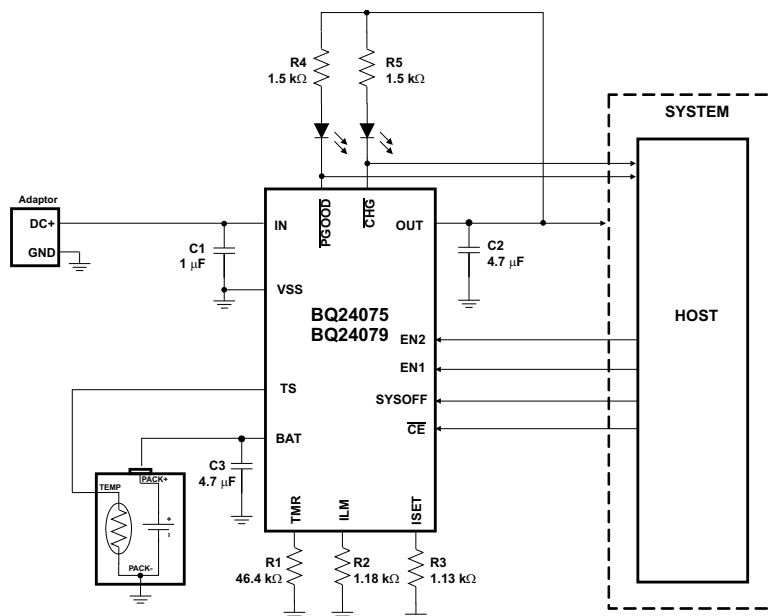 R4
1.5 kΩ
R5
1.5 kΩ
SYSTEM
Adaptor
DC+
GND
IN
PGOOD
CHG
OUT
C1
1 μF
C2
4.7 μF
VSS
BQ24075
BQ24079
HOST
EN2
EN1
TS
SYSOFF
CE
BAT
C3
4.7 μF
PACK+
TEMP
+
-
PACK-
TMR
ILM
ISET
R1
46.4 kΩ
R2
1.18 kΩ
R3
1.13 kΩ